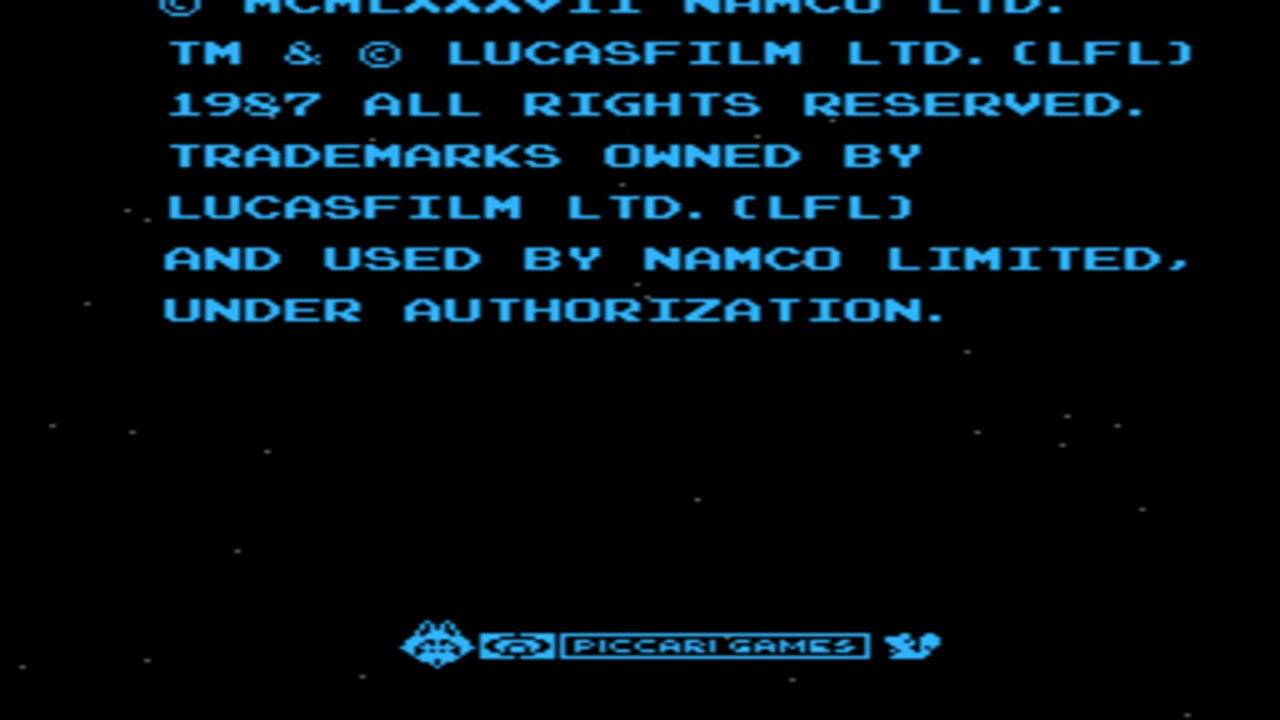 © MCMLXXXVII NAMCO LTD.
TM & © LUCASFILM LTD.(LFL)
1987 ALL RIGHTS RESERVED.
TRADEMARKS OWNED BY
LUCASFILM LTD.(LFL)
AND USED BY NAMCO LIMITED,
UNDER AUTHORIZATION.
PICCARI GAMES